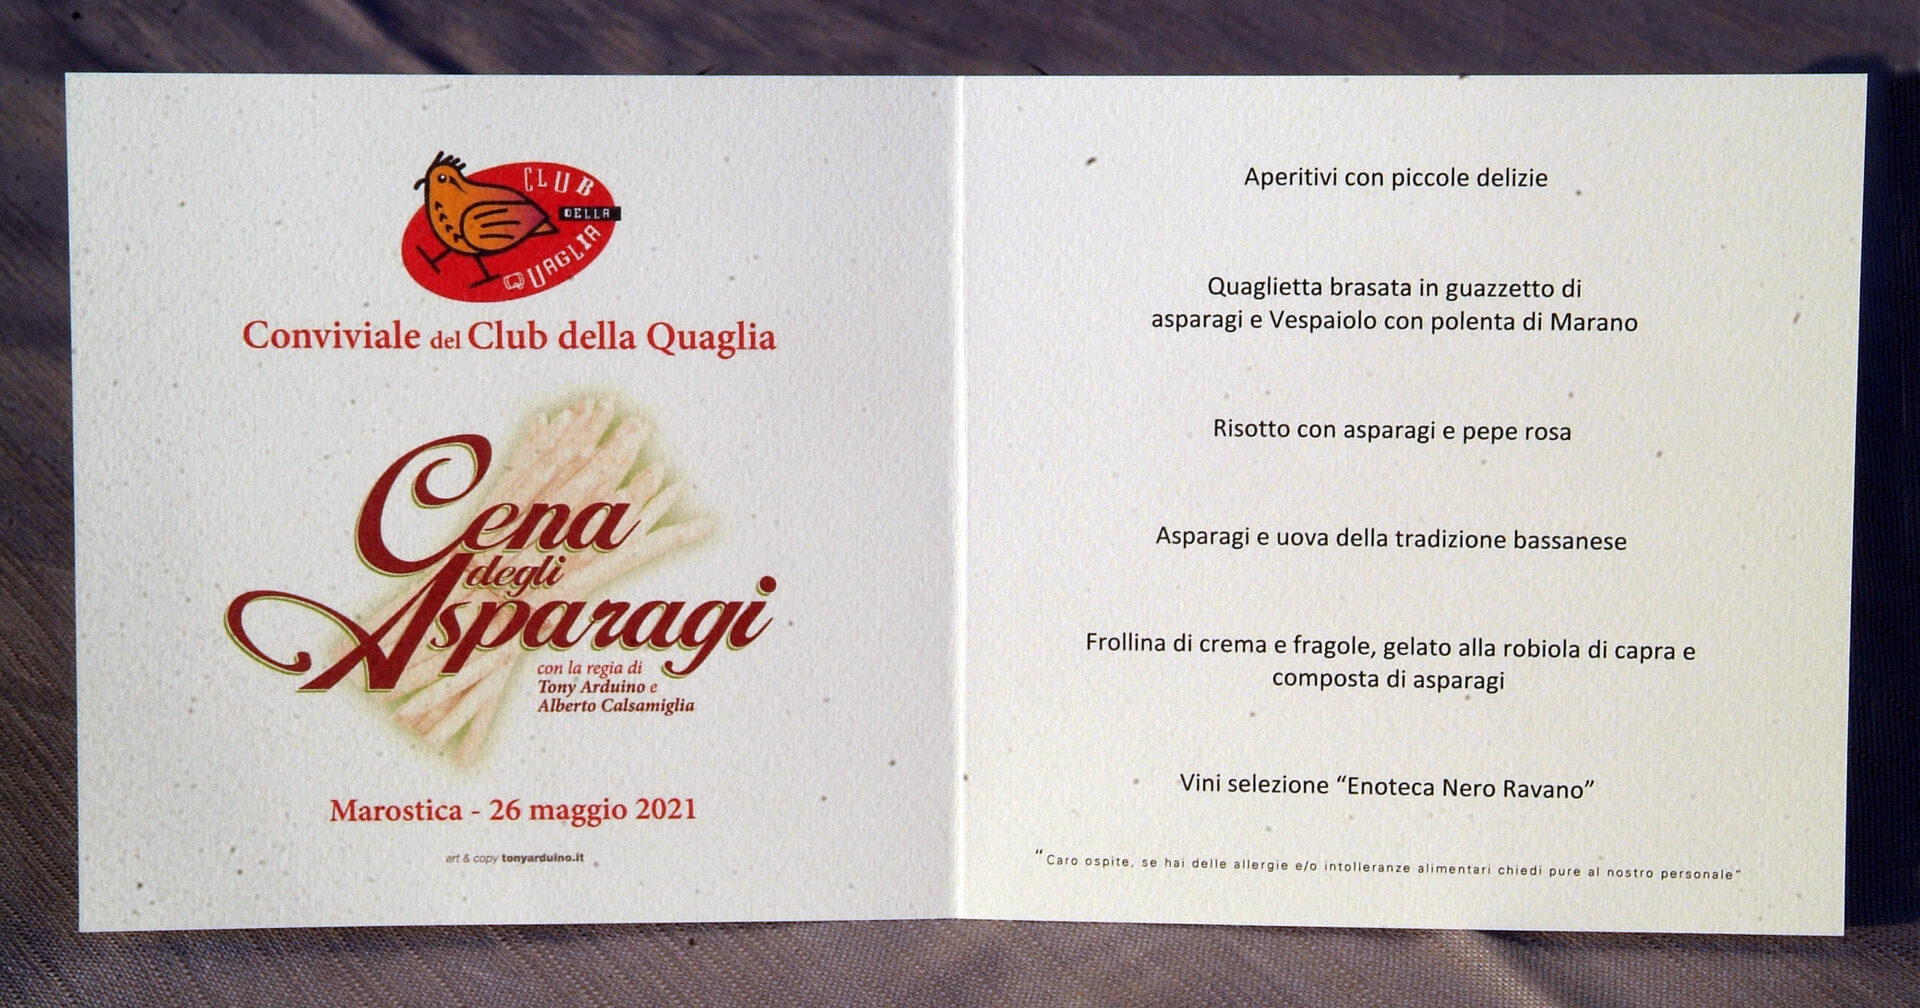 CLUB
DELLA
QUAGLIA
Conviviale del Club della Quaglia
Cena
degli
Asparagi
con la regia di
Tony Arduino e
Alberto Calsamiglia
Marostica - 26 maggio 2021
art & copy tonyarduino.it
Aperitivi con piccole delizie
Quaglietta brasata in guazzetto di
asparagi e Vespaiolo con polenta di Marano
Risotto con asparagi e pepe rosa
Asparagi e uova della tradizione bassanese
Frollina di crema e fragole, gelato alla robiola di capra e
composta di asparagi
Vini selezione “Enoteca Nero Ravano”
“Caro ospite, se hai delle allergie e/o intolleranze alimentari chiedi pure al nostro personale”